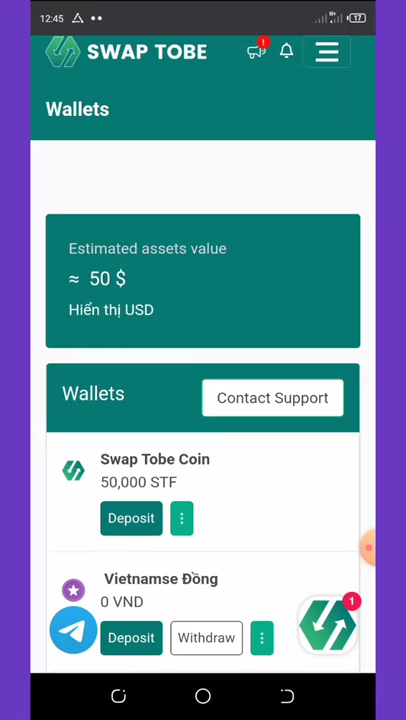 12:45
17
SWAP TOBE
!
Wallets
Estimated assets value
≈ 50 $
Hiển thị USD
Wallets
Contact Support
Swap Tobe Coin
50,000 STF
Deposit
Vietnamse Đồng
0 VND
1
Deposit
Withdraw